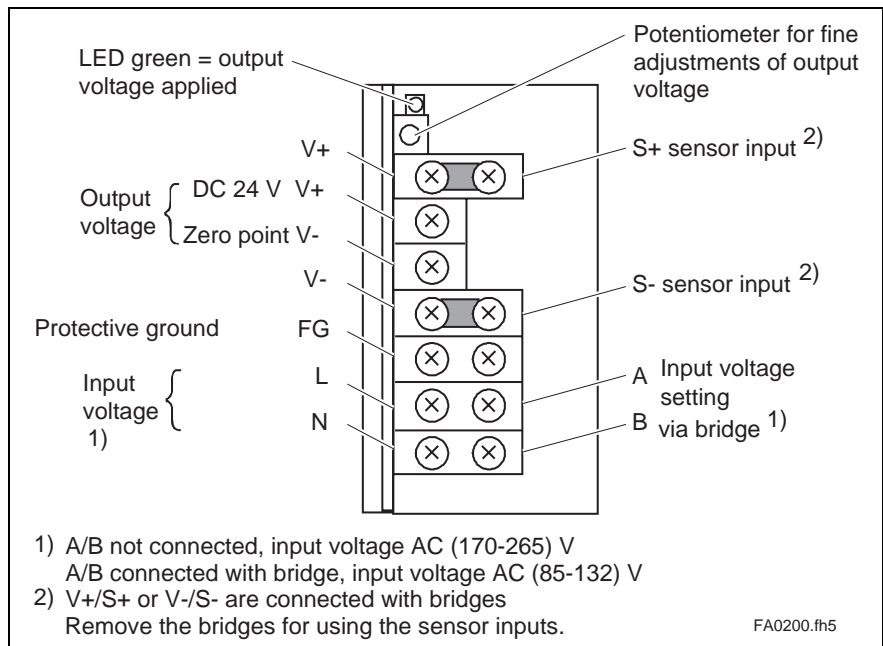 LED green = output
voltage applied
Potentiometer for fine
adjustments of output
voltage
V+
S+ sensor input 2)
Output
voltage
DC 24 V V+
Zero point V-
V-
S- sensor input 2)
Protective ground FG
Input
voltage
1)
L
N
A
B
Input voltage
setting
via bridge 1)
1) A/B not connected, input voltage AC (170-265) V
A/B connected with bridge, input voltage AC (85-132) V
2) V+/S+ or V-/S- are connected with bridges
Remove the bridges for using the sensor inputs.
FA0200.fh5